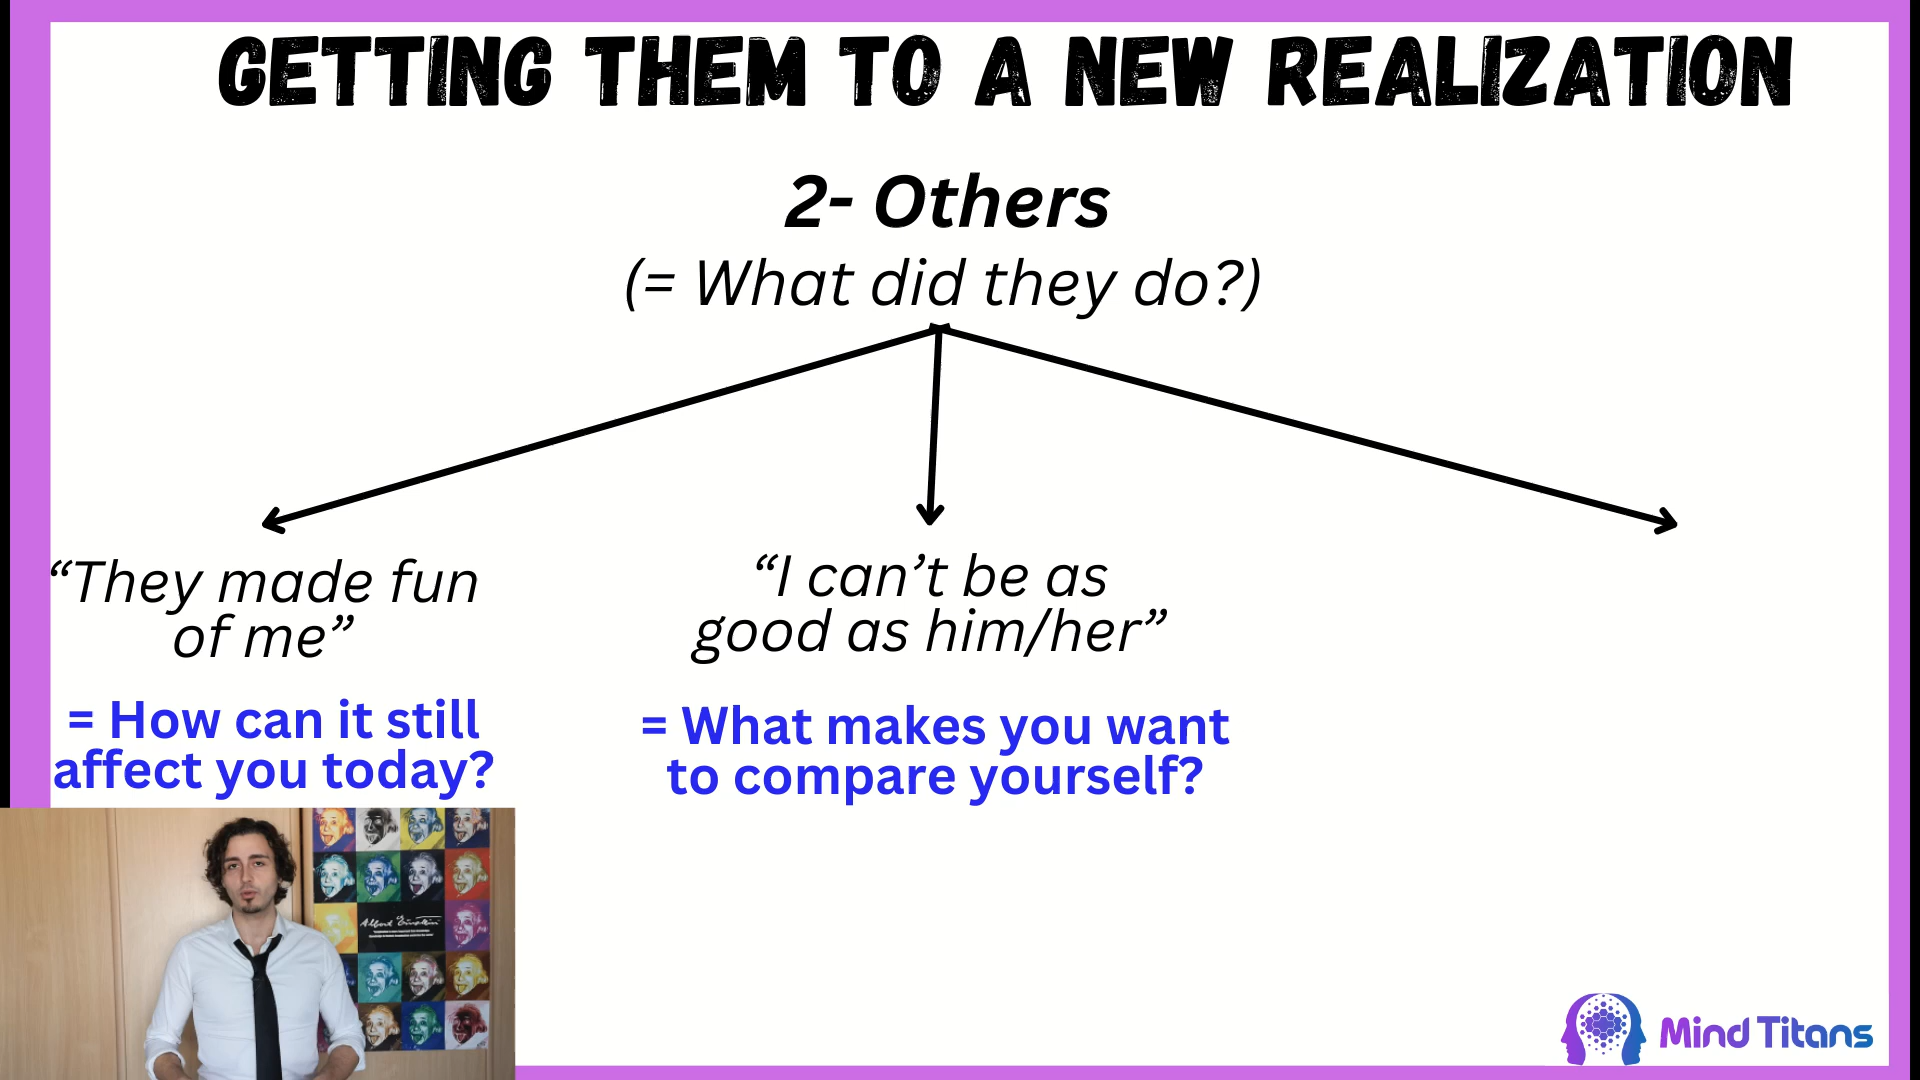 GETTING THEM TO A NEW REALIZATION
2- Others
(= What did they do?)
“They made fun
of me”
= How can it still
affect you today?
“I can’t be as
good as him/her”
= What makes you want
to compare yourself?
Albert Einstein
Mind Titans